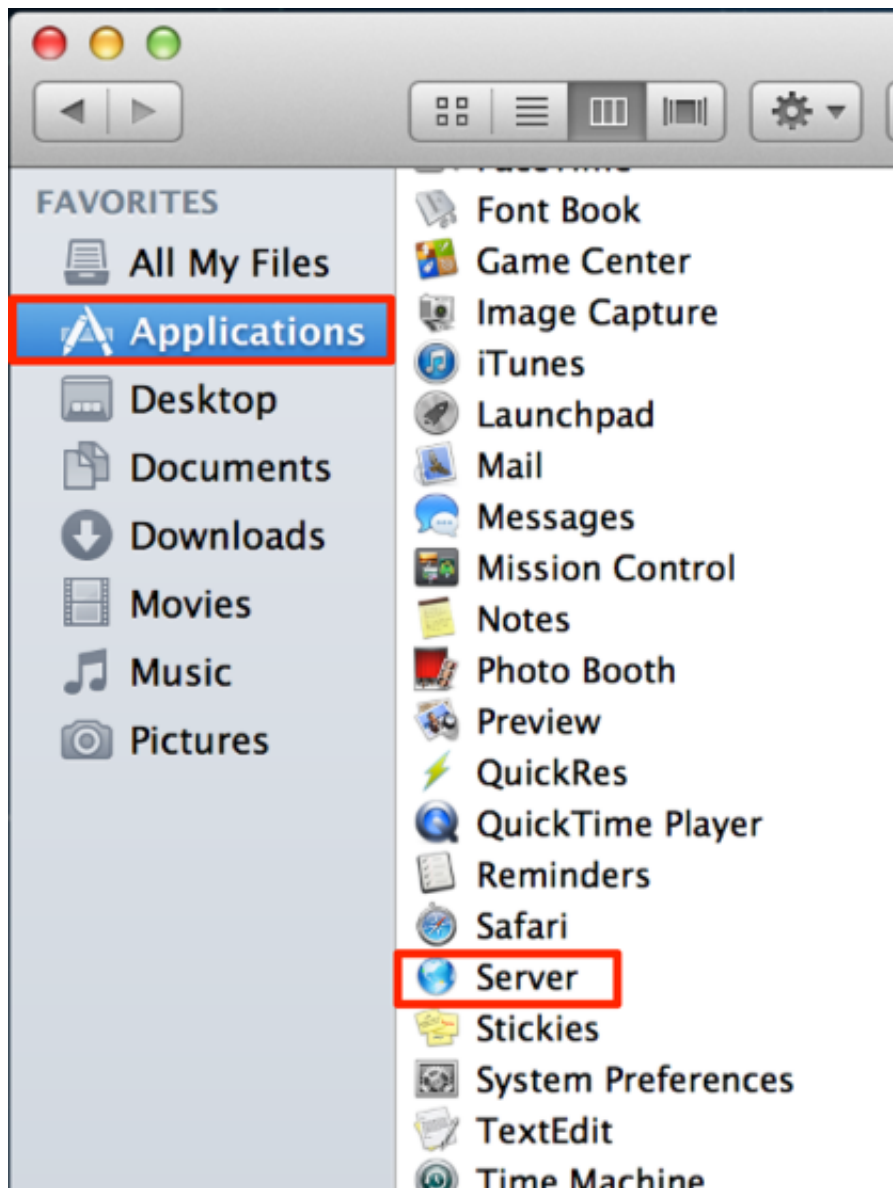 FAVORITES
All My Files
Applications
Desktop
Documents
Downloads
Movies
Music
Pictures
Font Book
Game Center
Image Capture
iTunes
Launchpad
Mail
Messages
Mission Control
Notes
Photo Booth
Preview
QuickRes
QuickTime Player
Reminders
Safari
Server
Stickies
System Preferences
TextEdit
Time Machine